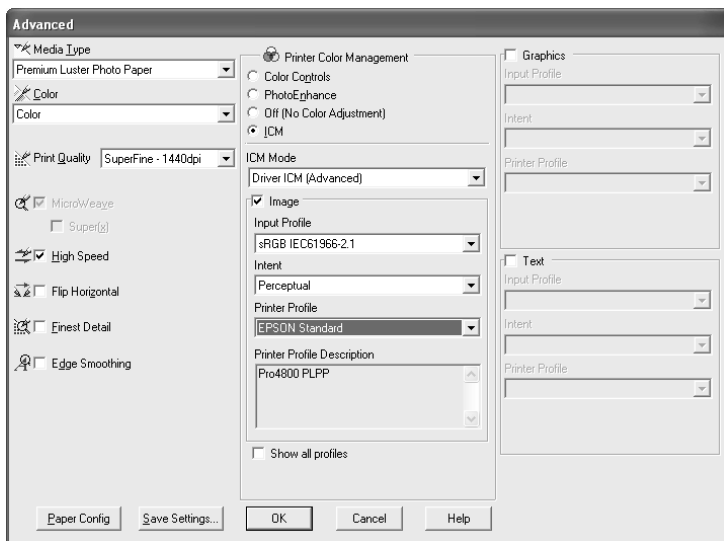 Advanced
Media Type
Premium Luster Photo Paper
Color
Color
Print Quality
SuperFine - 1440dpi
MicroWeave
Super(x)
High Speed
Flip Horizontal
Finest Detail
Edge Smoothing
Paper Config
Save Settings...
Printer Color Management
Color Controls
PhotoEnhance
Off (No Color Adjustment)
ICM
ICM Mode
Driver ICM (Advanced)
Image
Input Profile
sRGB IEC61966-2.1
Intent
Perceptual
Printer Profile
EPSON Standard
Printer Profile Description
Pro4800 PLPP
Show all profiles
OK
Cancel
Help
Graphics
Input Profile
Intent
Printer Profile
Text
Input Profile
Intent
Printer Profile